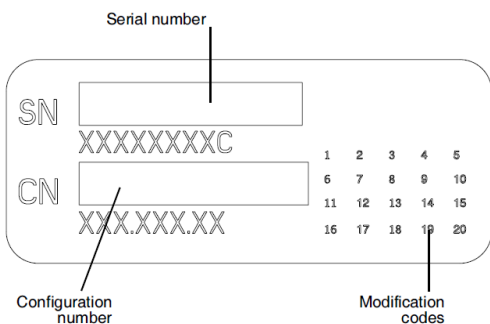 Serial number
SN
XXXXXXXXC
CN
XXX.XXX.XX
1 2 3 4 5
6 7 8 9 10
11 12 13 14 15
16 17 18 19 20
Configuration
number
Modification
codes